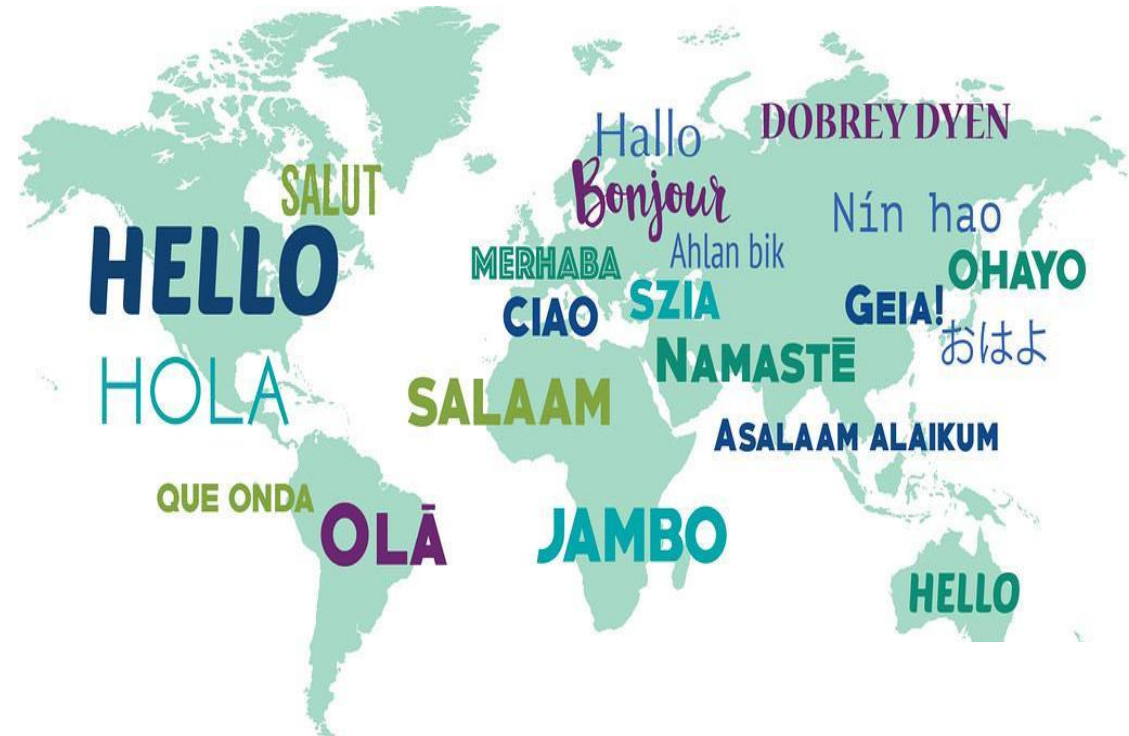 Hallo
DOBREY DYEN
SALUT
Bonjour
Nín hao
HELLO
MERHABA
Ahlan bik
OHAYO
CIAO
SZIA
GEIA!
おはよ
HOLA
NAMASTĒ
SALAAM
ASALAAM ALAIKUM
QUE ONDA
OLĀ
JAMBO
HELLO